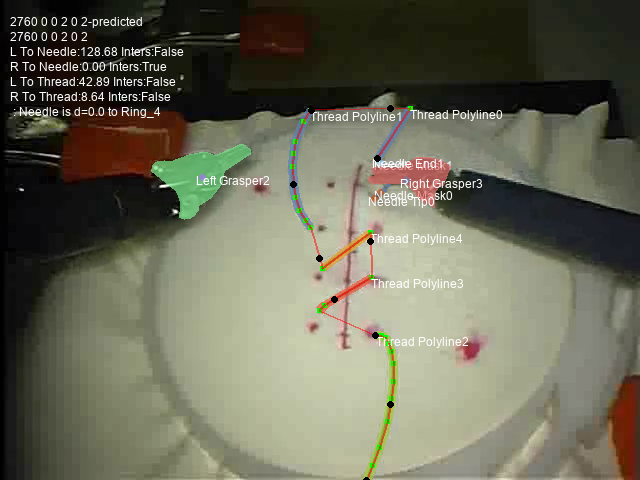 2760 0 0 2 0 2-predicted
2760 0 0 2 0 2
L To Needle:128.68 Inters:False
R To Needle:0.00 Inters:True
L To Thread:42.89 Inters:False
R To Thread:8.64 Inters:False
: Needle is d=0.0 to Ring_4
Thread Polyline1
Thread Polyline0
Needle End1
Left Grasper2
Right Grasper3
Needle Mask0
Needle Tip0
Thread Polyline4
Thread Polyline3
Thread Polyline2